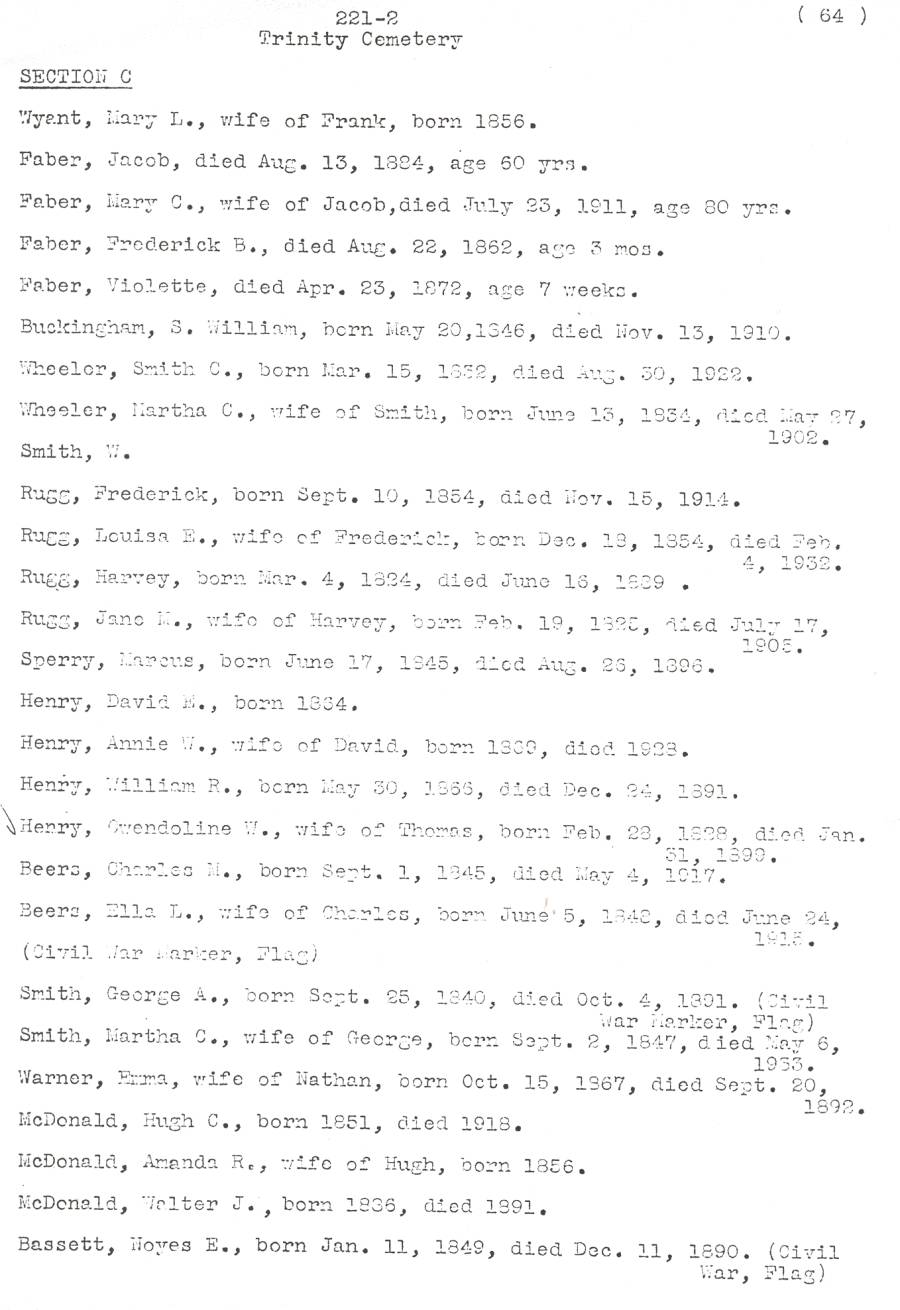 221-2
( 64 )
Trinity Cemetery
SECTION C
Wyant, Mary L., wife of Frank, born 1856.
Faber, Jacob, died Aug. 13, 1884, age 60 yrs.
Faber, Mary C., wife of Jacob,died July 23, 1911, age 80 yrs.
Faber, Frederick B., died Aug. 22, 1862, age 3 mos.
Faber, Violette, died Apr. 23, 1872, age 7 weeks.
Buckingham, S. William, born May 20,1846, died Nov. 13, 1910.
Wheeler, Smith C., born Mar. 15, 1832, died Aug. 30, 1922.
Wheeler, Martha C., wife of Smith, born June 13, 1834, died May 27,
1902.
Smith, W.
Rugg, Frederick, born Sept. 10, 1854, died Nov. 15, 1914.
Rugg, Louisa E., wife of Frederick, born Dec. 18, 1854, died Feb.
4, 1932.
Rugg, Harvey, born Mar. 4, 1824, died June 16, 1889 .
Rugg, Jane M., wife of Harvey, born Feb. 19, 1825, died July 17,
1905.
Sperry, Marcus, born June 17, 1845, died Aug. 26, 1896.
Henry, David E., born 1864.
Henry, Annie W., wife of David, born died 1928.
Henry, William R., born May 30, 1866, died Dec. 24, 1891.
Henry, Gwendoline W., wife of Thomas, born Feb. 28, died Jan.
31, 1899.
Beers, Charles M., born Sept. 1, 1845, died May 4, 1917.
Beers, Ella L., wife of Charles, born June 5, 1848, died June 24,
(Civil War Marker, Flag)
Smith, George A., born Sept. 25, 1840, died Oct. 4, 1891. (Civil
War Marker, Flag)
Smith, Martha C., wife of George, born Sept. 2, 1847, died May 6,
1933.
Warner, Emma, wife of Nathan, born Oct. 15, 1867, died Sept. 20,
1892.
McDonald, Hugh C., born 1851, died 1918.
McDonald, Amanda R., wife of Hugh, born 1856.
McDonald, Walter J., born 1886, died 1891.
Bassett, Noyes E., born Jan. 11, 1849, died Dec. 11, 1890. (Civil
War, Flag)